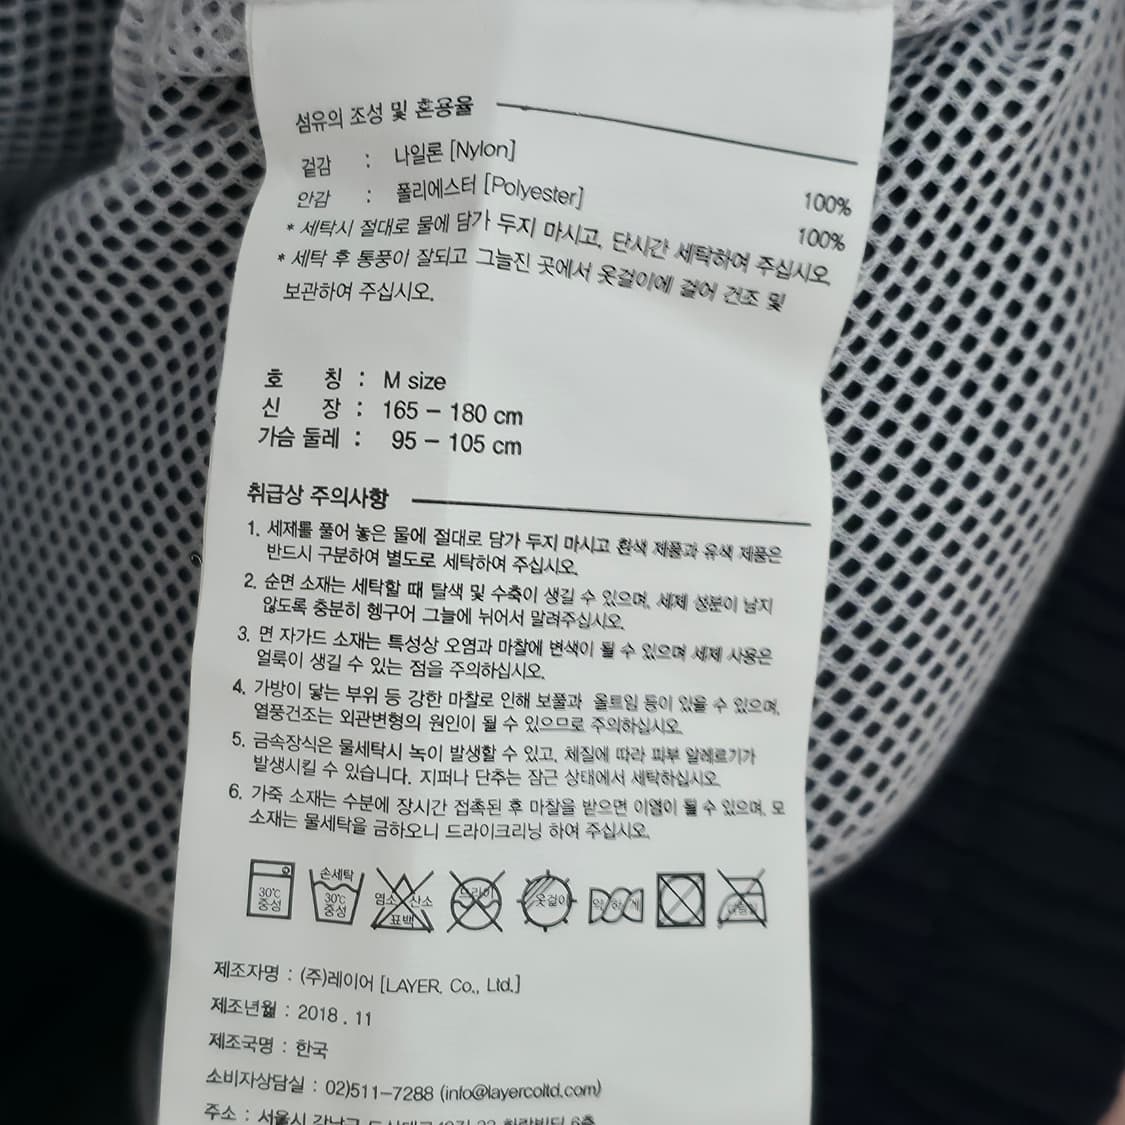 섬유의 조성 및 혼용율
겉감 : 나일론 [Nylon] 100%
안감 : 폴리에스터 [Polyester] 100%
* 세탁시 절대로 물에 담가 두지 마시고, 단시간 세탁하여 주십시오.
* 세탁 후 통풍이 잘되고 그늘진 곳에서 옷걸이에 걸어 건조 및
보관하여 주십시오.
호 칭 : M size
신 장 : 165 – 180 cm
가슴 둘레 : 95 – 105 cm
취급상 주의사항
1. 세제를 풀어 놓은 물에 절대로 담가 두지 마시고 흰색 제품과 유색 제품은
반드시 구분하여 별도로 세탁하여 주십시오.
2. 순면 소재는 세탁할 때 탈색 및 수축이 생길 수 있으며, 세제 성분이 남지
않도록 충분히 헹구어 그늘에 뉘어서 말려주십시오.
3. 면 자가드 소재는 특성상 오염과 마찰에 변색이 될 수 있으며 세제 사용은
얼룩이 생길 수 있는 점을 주의하십시오.
4. 가방이 닿는 부위 등 강한 마찰로 인해 보풀과 올트임 등이 있을 수 있으며,
열풍건조는 외관변형의 원인이 될 수 있으므로 주의하십시오.
5. 금속장식은 물세탁시 녹이 발생할 수 있고, 체질에 따라 피부 알레르기가
발생시킬 수 있습니다. 지퍼나 단추는 잠근 상태에서 세탁하십시오.
6. 가죽 소재는 수분에 장시간 접촉된 후 마찰을 받으면 이염이 될 수 있으며, 모
소재는 물세탁을 금하오니 드라이크리닝 하여 주십시오.
30℃ 중성 손세탁 30℃ 중성 염소 산소 표백 드라이 옷걸이 약하게
제조자명 : (주)레이어 [LAYER. Co., Ltd.]
제조년월 : 2018 . 11
제조국명 : 한국
소비자상담실 : 02)511-7288 (info@layercoltd.com)
주소 : 서울시 강남구